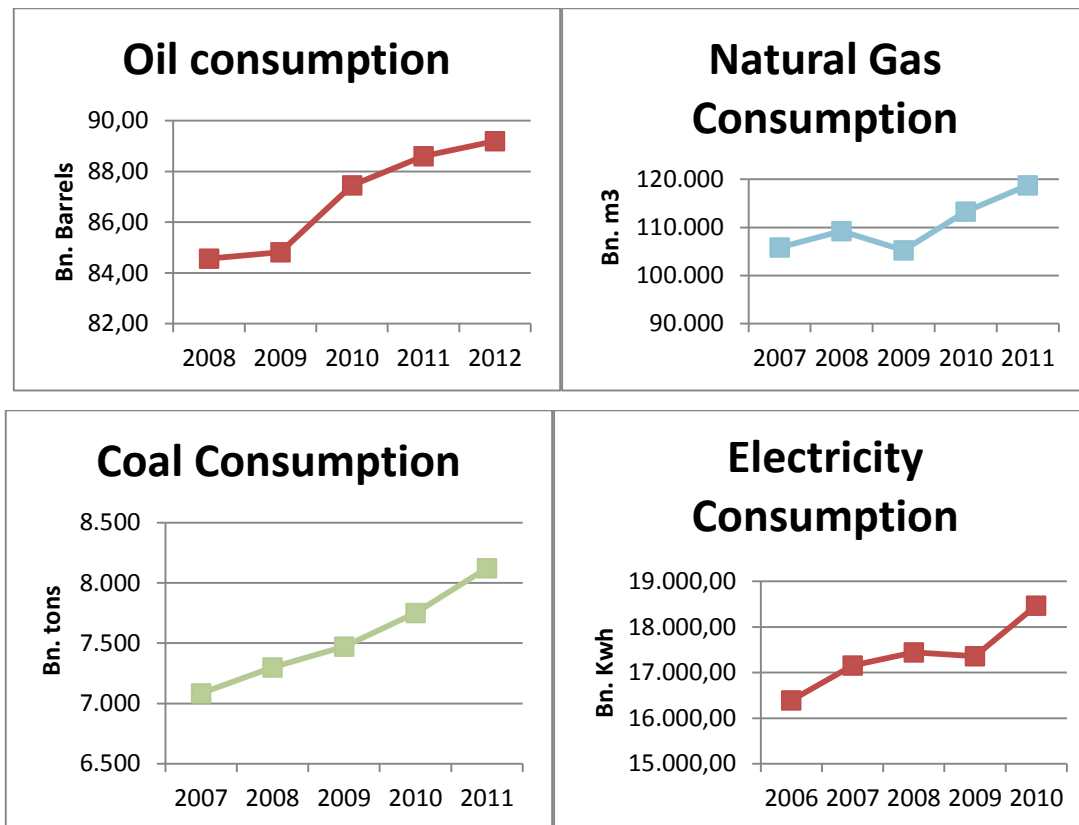 Oil consumption
Bn. Barrels
90,00
88,00
86,00
84,00
82,00
2008 2009 2010 2011 2012
Natural Gas
Consumption
Bn. m3
120.000
110.000
100.000
90.000
2007 2008 2009 2010 2011
Coal Consumption
Bn. tons
8.500
8.000
7.500
7.000
6.500
2007 2008 2009 2010 2011
Electricity
Consumption
Bn. Kwh
19.000,00
18.000,00
17.000,00
16.000,00
15.000,00
2006 2007 2008 2009 2010